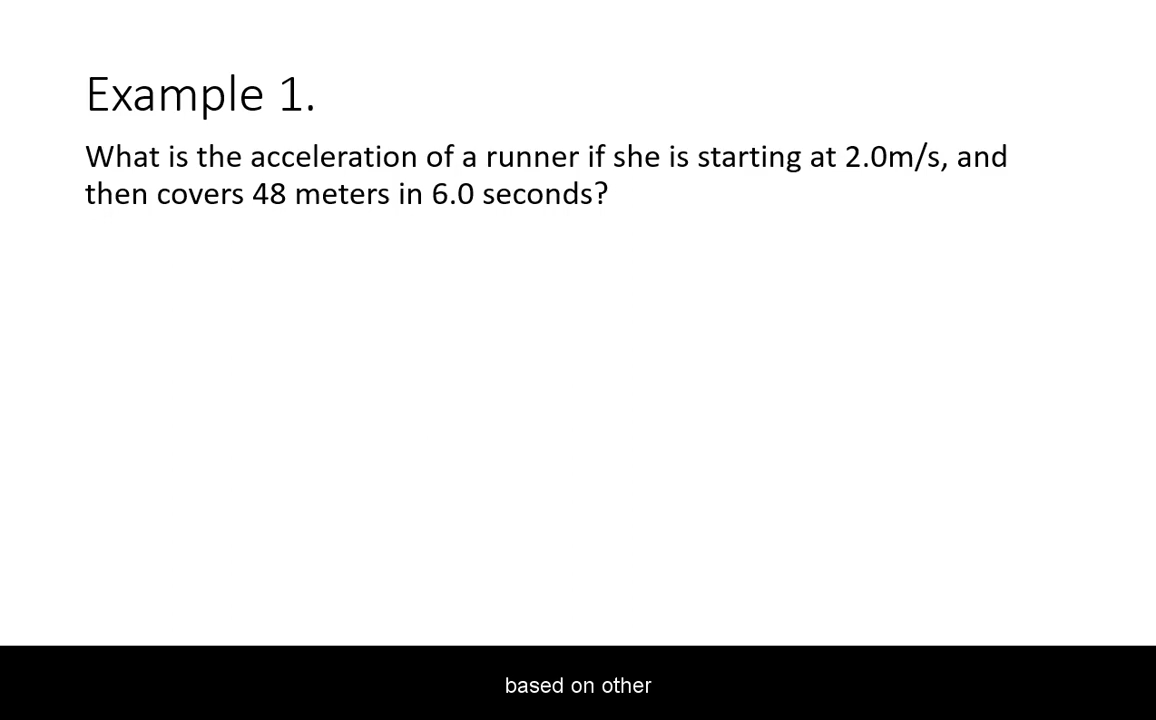 Example 1.
What is the acceleration of a runner if she is starting at 2.0m/s, and
then covers 48 meters in 6.0 seconds?
based on other